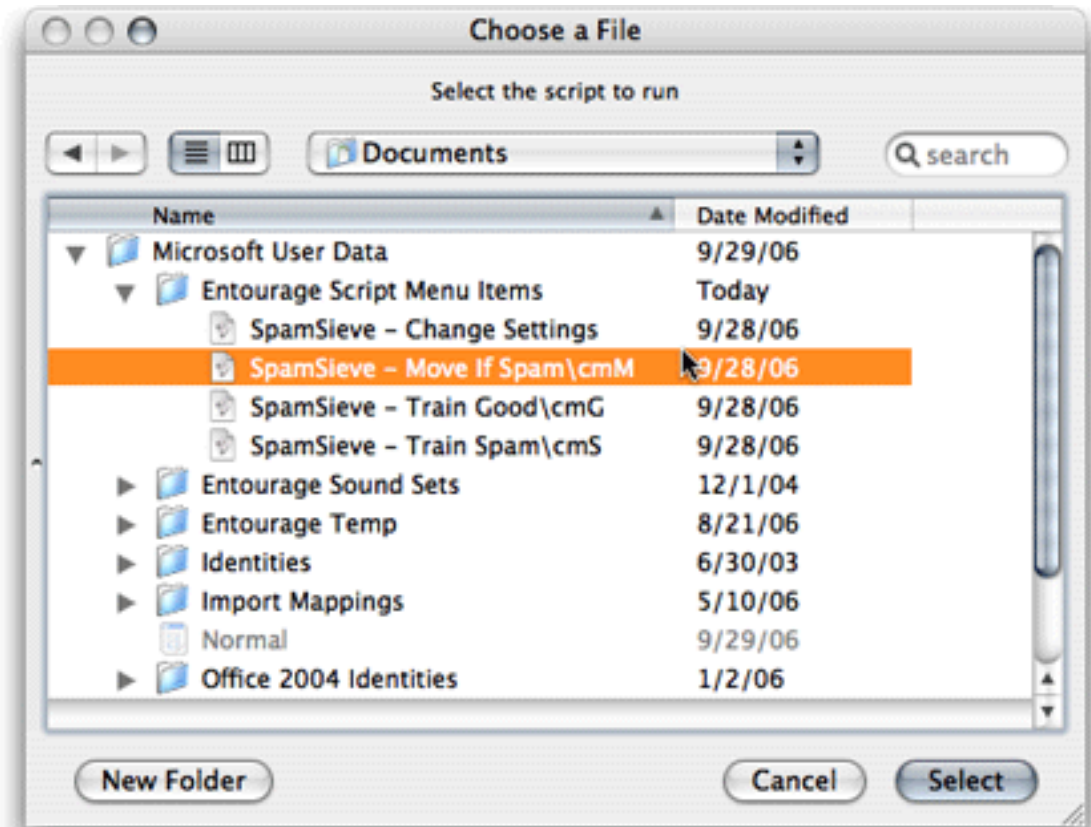 Choose a File
Select the script to run
Documents
search
Name Date Modified
Microsoft User Data 9/29/06
Entourage Script Menu Items Today
SpamSieve – Change Settings 9/28/06
SpamSieve – Move If Spam\cmM 9/28/06
SpamSieve – Train Good\cmG 9/28/06
SpamSieve – Train Spam\cmS 9/28/06
Entourage Sound Sets 12/1/04
Entourage Temp 8/21/06
Identities 6/30/03
Import Mappings 5/10/06
Normal 9/29/06
Office 2004 Identities 1/2/06
New Folder Cancel Select